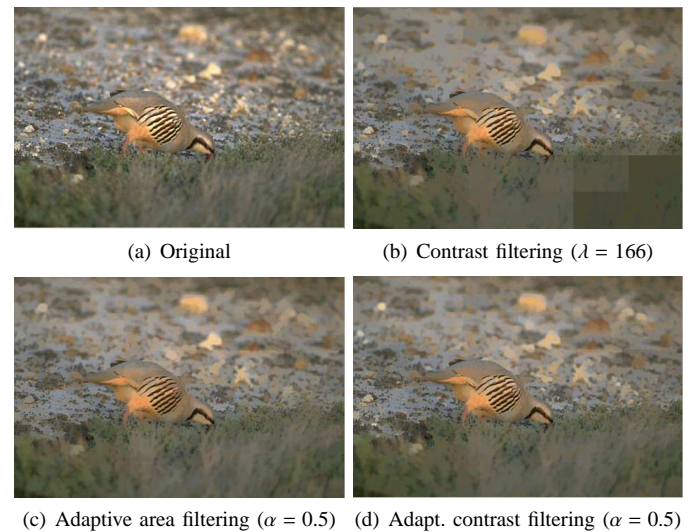 (a) Original
(b) Contrast filtering (λ = 166)
(c) Adaptive area filtering (α = 0.5)
(d) Adapt. contrast filtering (α = 0.5)